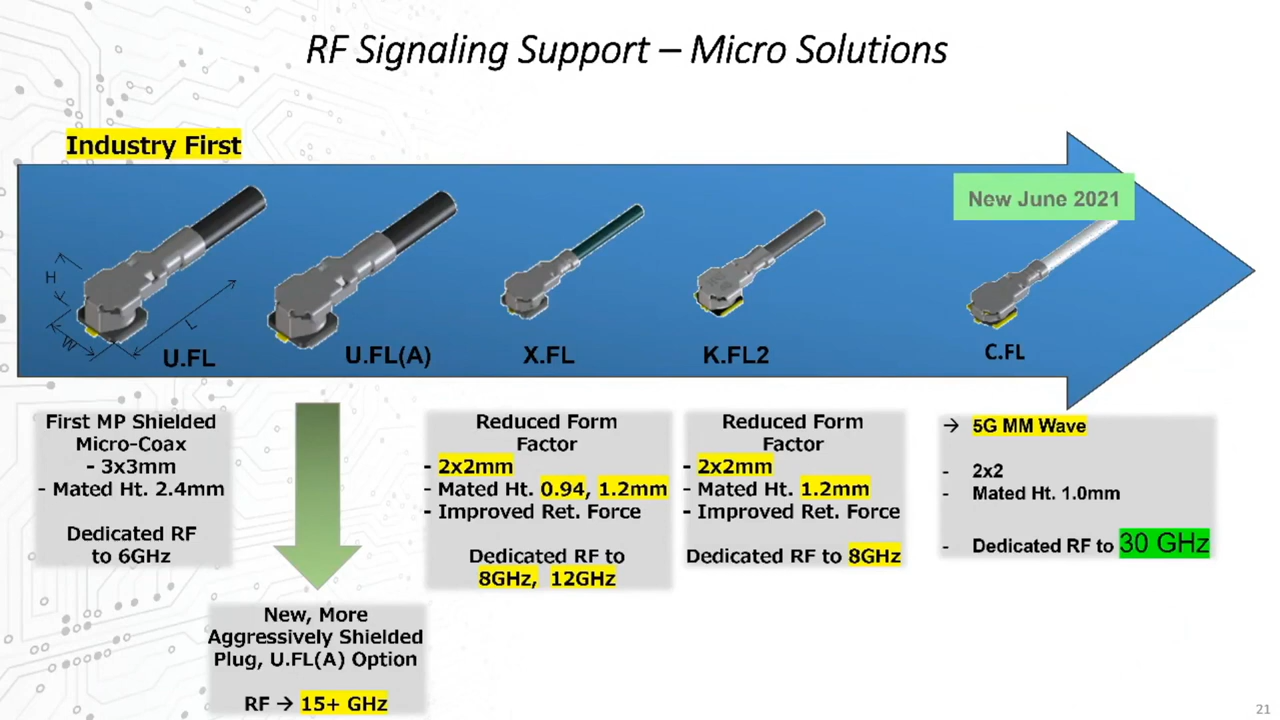 RF Signaling Support – Micro Solutions
Industry First
New June 2021
H
W
L
U.FL
U.FL(A)
X.FL
K.FL2
C.FL
First MP Shielded
Micro-Coax
- 3x3mm
- Mated Ht. 2.4mm
Dedicated RF
to 6GHz
New, More
Aggressively Shielded
Plug, U.FL(A) Option
RF → 15+ GHz
Reduced Form
Factor
- 2x2mm
- Mated Ht. 0.94, 1.2mm
- Improved Ret. Force
Dedicated RF to
8GHz, 12GHz
Reduced Form
Factor
- 2x2mm
- Mated Ht. 1.2mm
- Improved Ret. Force
Dedicated RF to 8GHz
→ 5G MM Wave
- 2x2
- Mated Ht. 1.0mm
- Dedicated RF to 30 GHz
21